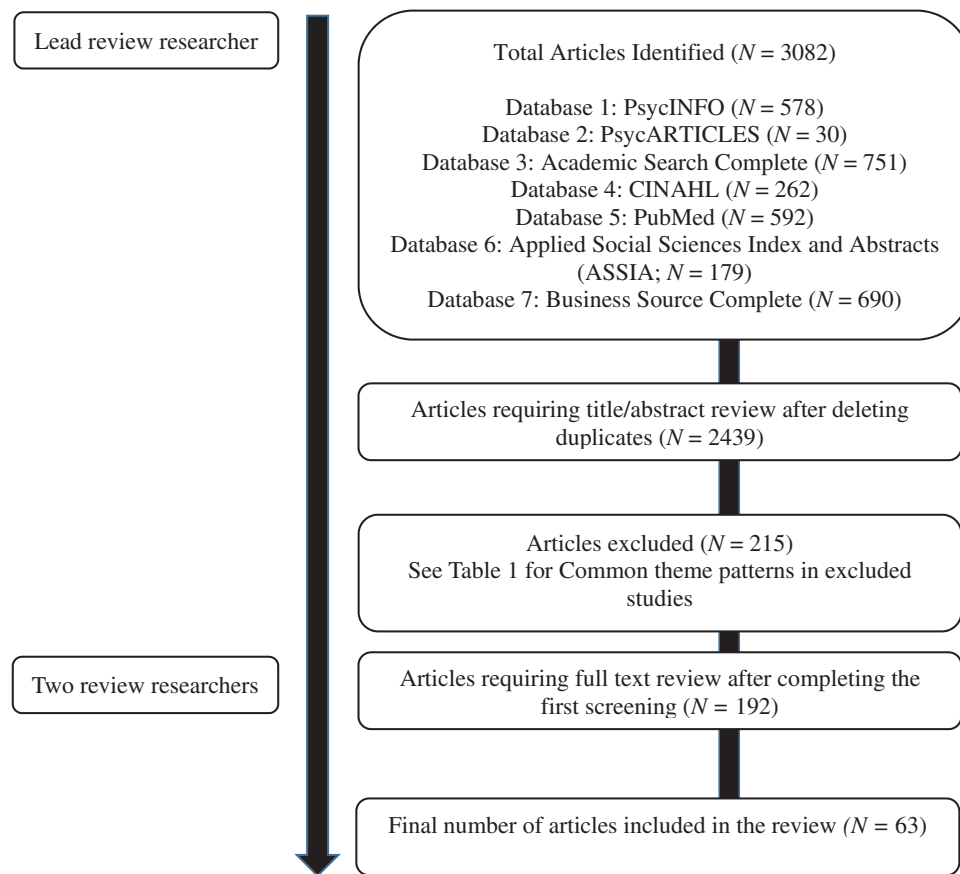 Lead review researcher
Total Articles Identified (N = 3082)
Database 1: PsycINFO (N = 578)
Database 2: PsycARTICLES (N = 30)
Database 3: Academic Search Complete (N = 751)
Database 4: CINAHL (N = 262)
Database 5: PubMed (N = 592)
Database 6: Applied Social Sciences Index and Abstracts
(ASSIA; N = 179)
Database 7: Business Source Complete (N = 690)
Articles requiring title/abstract review after deleting
duplicates (N = 2439)
Articles excluded (N = 215)
See Table 1 for Common theme patterns in excluded
studies
Two review researchers
Articles requiring full text review after completing the
first screening (N = 192)
Final number of articles included in the review (N = 63)